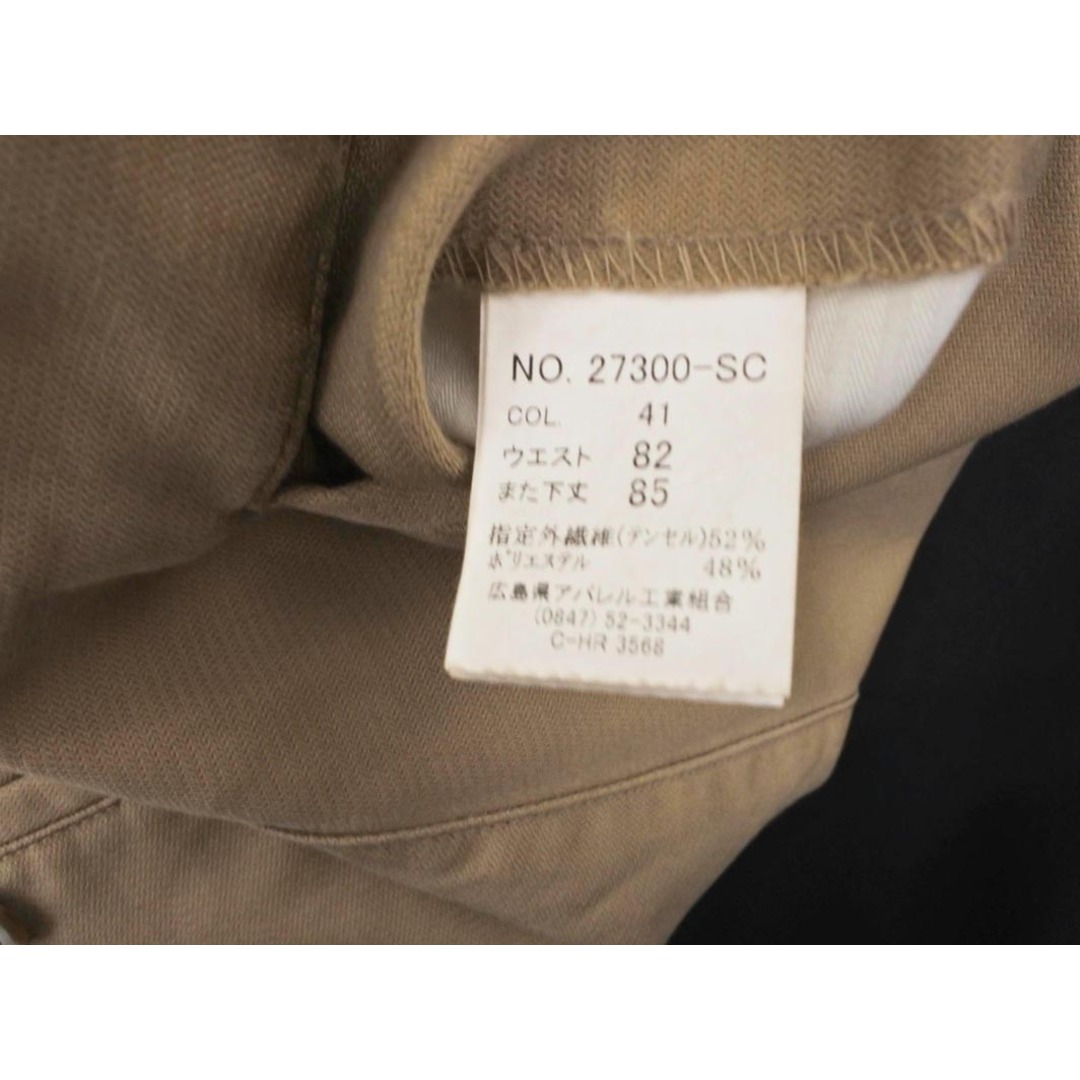 NO. 27300-SC
COL. 41
ウエスト 82
また下丈 85
指定外繊維(テンセル)52%
ポリエステル 48%
広島県アパレル工業組合
(0847) 52-3344
C-HR 3568